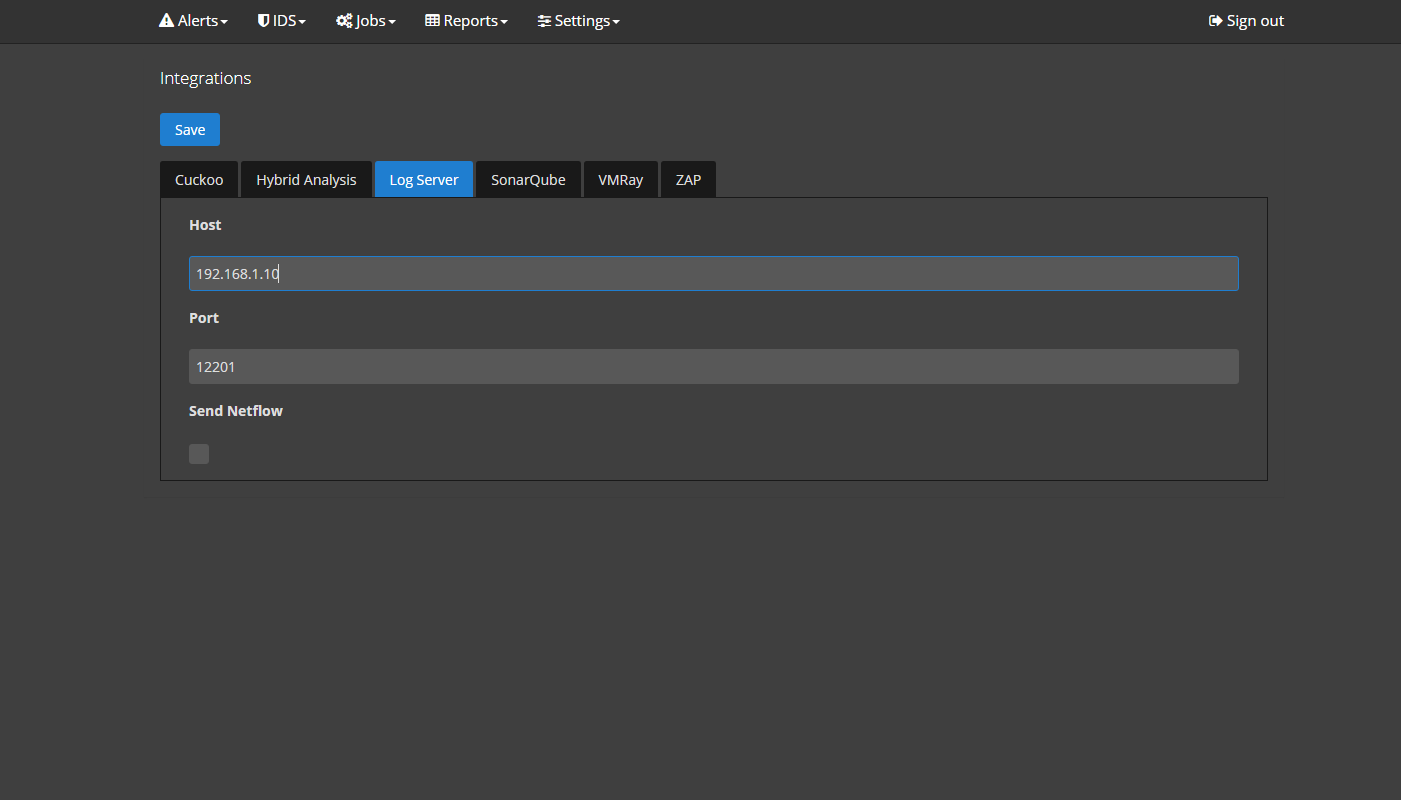 Alerts IDS Jobs Reports Settings Sign out
Integrations
Save
Cuckoo Hybrid Analysis Log Server SonarQube VMRay ZAP
Host
192.168.1.10
Port
12201
Send Netflow